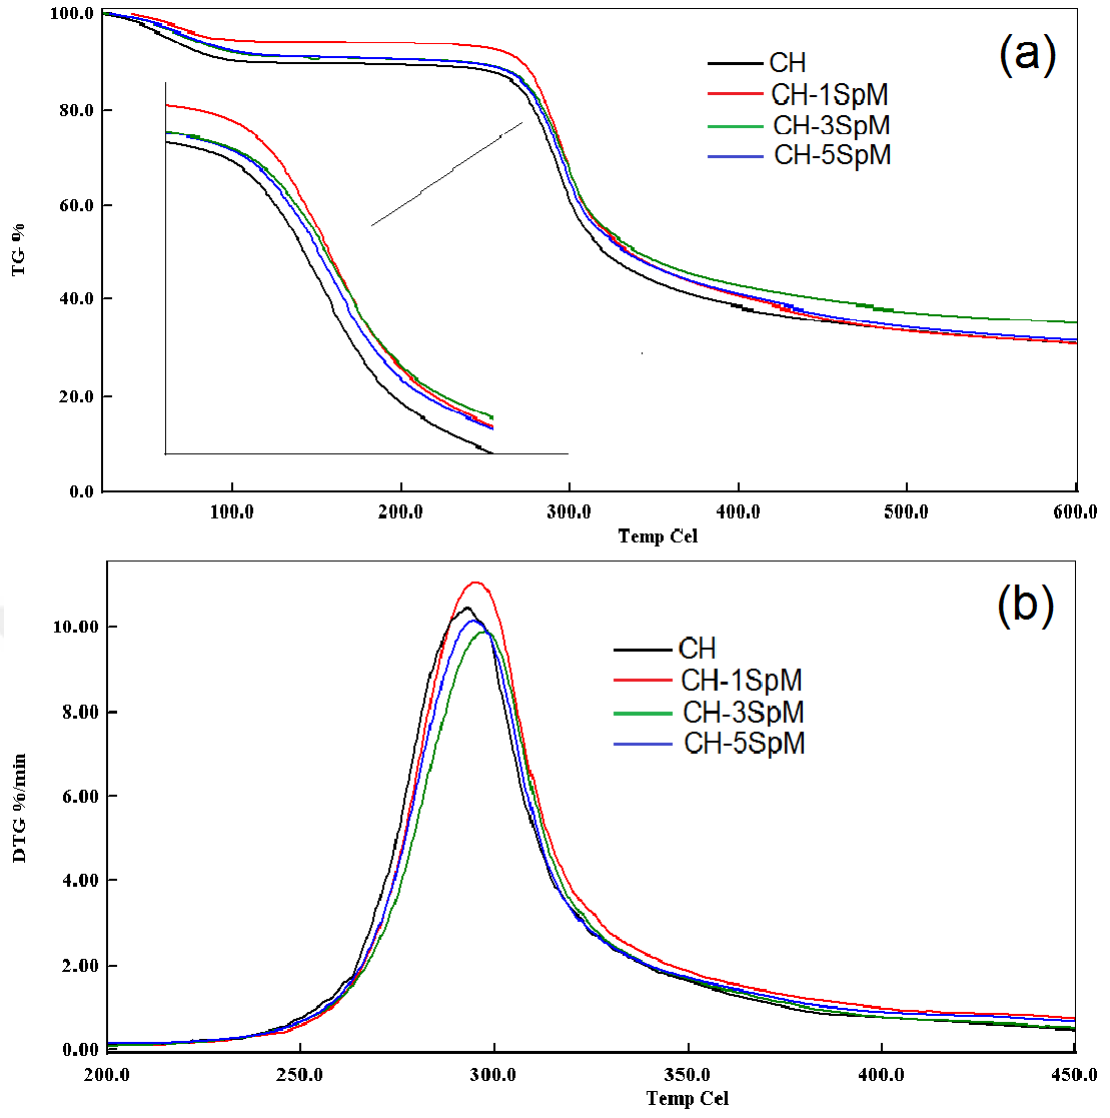 100.0
(a)
CH
CH-1SpM
CH-3SpM
CH-5SpM
80.0
60.0
TG %
40.0
20.0
0.0
100.0 200.0 300.0 400.0 500.0 600.0
Temp Cel
(b)
10.00
CH
CH-1SpM
CH-3SpM
CH-5SpM
8.00
DTG %/min
6.00
4.00
2.00
0.00
200.0 250.0 300.0 350.0 400.0 450.0
Temp Cel